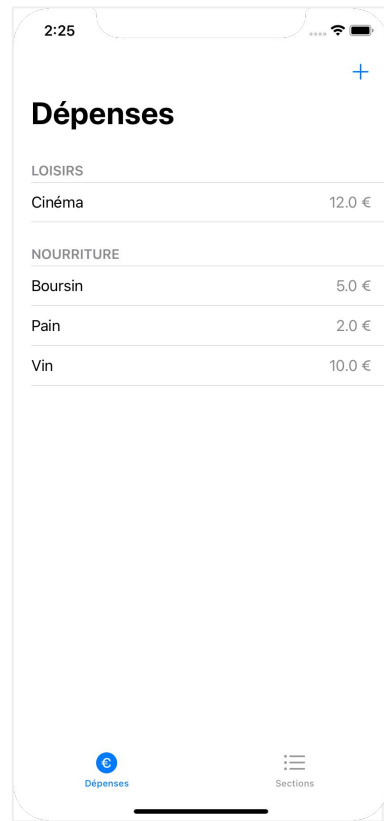 2:25
+
Dépenses
LOISIRS
Cinéma 12.0 €
NOURRITURE
Boursin 5.0 €
Pain 2.0 €
Vin 10.0 €
€
Dépenses Sections